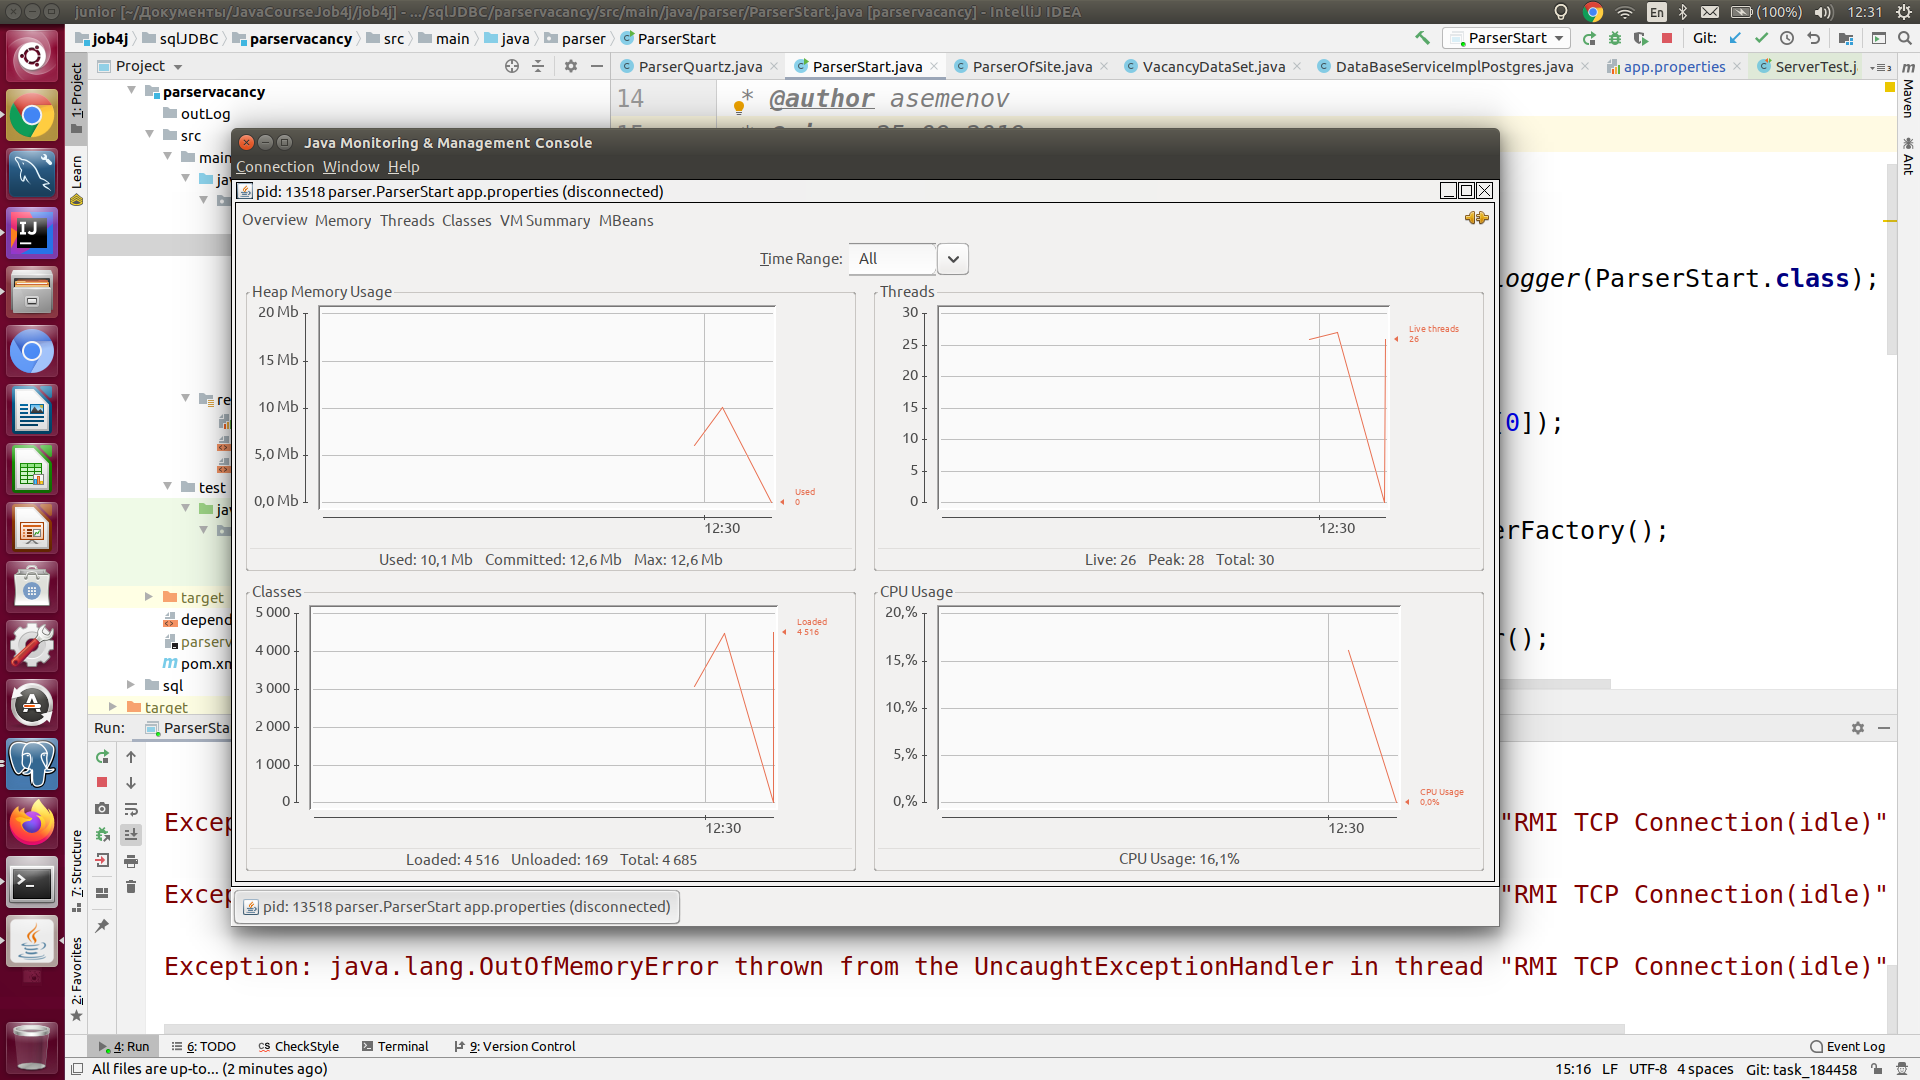 junior [~/Документы/JavaCourseJob4j/job4j] - .../sqlJDBC/parservacancy/src/main/java/parser/ParserStart.java [parservacancy] - IntelliJ IDEA
En (100%) 12:31
job4j sqlJDBC parservacancy src main java parser ParserStart
ParserStart Git:
Project
ParserQuartz.java ParserStart.java ParserOfSite.java VacancyDataSet.java DataBaseServiceImplPostgres.java app.properties ServerTest.j
1: Project
Learn
Maven
Ant
parservacancy
outLog
src
main
ja
re
test
ja
target
depend
parserv
pom.xm
sql
target
14 * @author asemenov
Java Monitoring & Management Console
Connection Window Help
pid: 13518 parser.ParserStart app.properties (disconnected)
Overview Memory Threads Classes VM Summary MBeans
Time Range: All
Heap Memory Usage
20 Mb
15 Mb
10 Mb
5,0 Mb
0,0 Mb
Used
0
12:30
Used: 10,1 Mb Committed: 12,6 Mb Max: 12,6 Mb
Threads
30
25
20
15
10
5
0
Live threads
26
12:30
Live: 26 Peak: 28 Total: 30
Classes
5 000
4 000
3 000
2 000
1 000
0
Loaded
4 516
12:30
Loaded: 4 516 Unloaded: 169 Total: 4 685
CPU Usage
20,%
15,%
10,%
5,%
0,%
CPU Usage
0,0%
12:30
CPU Usage: 16,1%
pid: 13518 parser.ParserStart app.properties (disconnected)
ogger(ParserStart.class);
0]);
erFactory();
r();
Run: ParserSta
7: Structure
2: Favorites
Excep "RMI TCP Connection(idle)"
Excep "RMI TCP Connection(idle)"
Exception: java.lang.OutOfMemoryError thrown from the UncaughtExceptionHandler in thread "RMI TCP Connection(idle)"
4: Run 6: TODO CheckStyle Terminal 9: Version Control Event Log
All files are up-to... (2 minutes ago) 15:16 LF UTF-8 4 spaces Git: task_184458